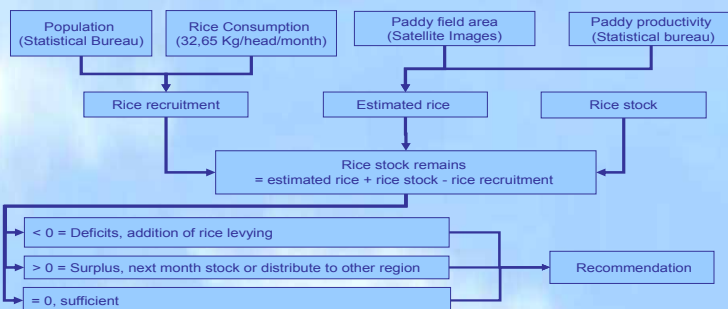 Population
(Statistical Bureau)
Rice Consumption
(32,65 Kg/head/month)
Paddy field area
(Satellite Images)
Paddy productivity
(Statistical bureau)
Rice recruitment
Estimated rice
Rice stock
Rice stock remains
= estimated rice + rice stock - rice recruitment
< 0 = Deficits, addition of rice levying
> 0 = Surplus, next month stock or distribute to other region
= 0, sufficient
Recommendation